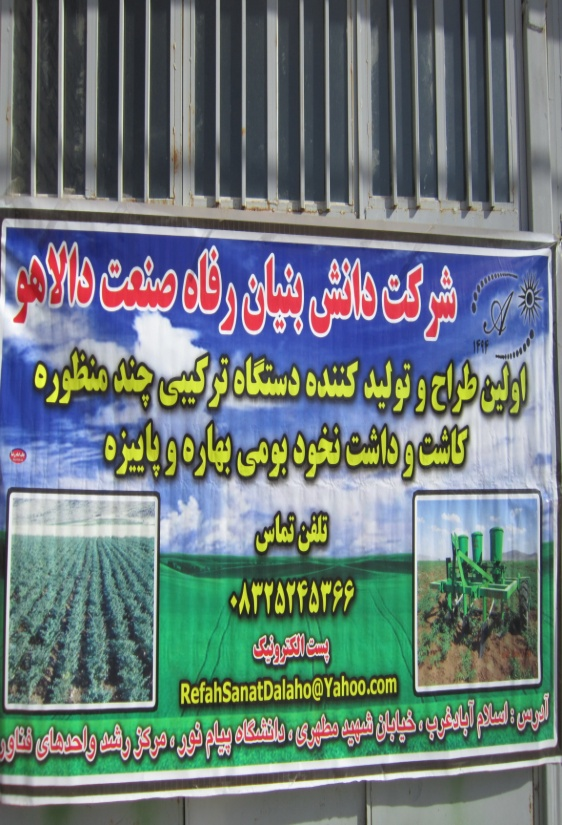 شرکت دانش بنیان رفاه صنعت دالاهو
A
۱۴۱۴
اولین طراح و تولید کننده دستگاه ترکیبی چند منظوره
کاشت و داشت نخود بومی بهاره و پاییزه
تلفن تماس
۰۸۳۲۵۲۴۵۳۶۶
پست الکترونیک
RefahSanatDalaho@Yahoo.com
آدرس : اسلام آبادغرب ، خیابان شهید مطهری ، دانشگاه پیام نور ، مرکز رشد واحدهای فناور